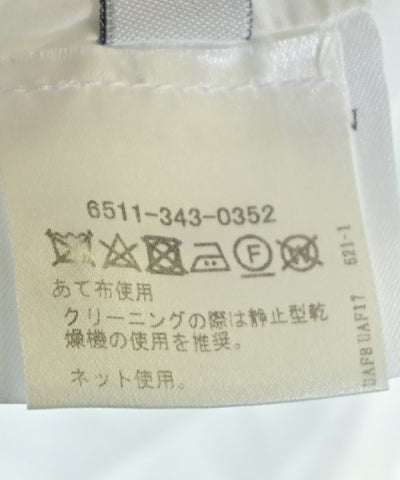 6511-343-0352
F W
あて布使用
クリーニングの際は静止型乾
燥機の使用を推奨。
ネット使用。
621-1
UAF8 UAF17